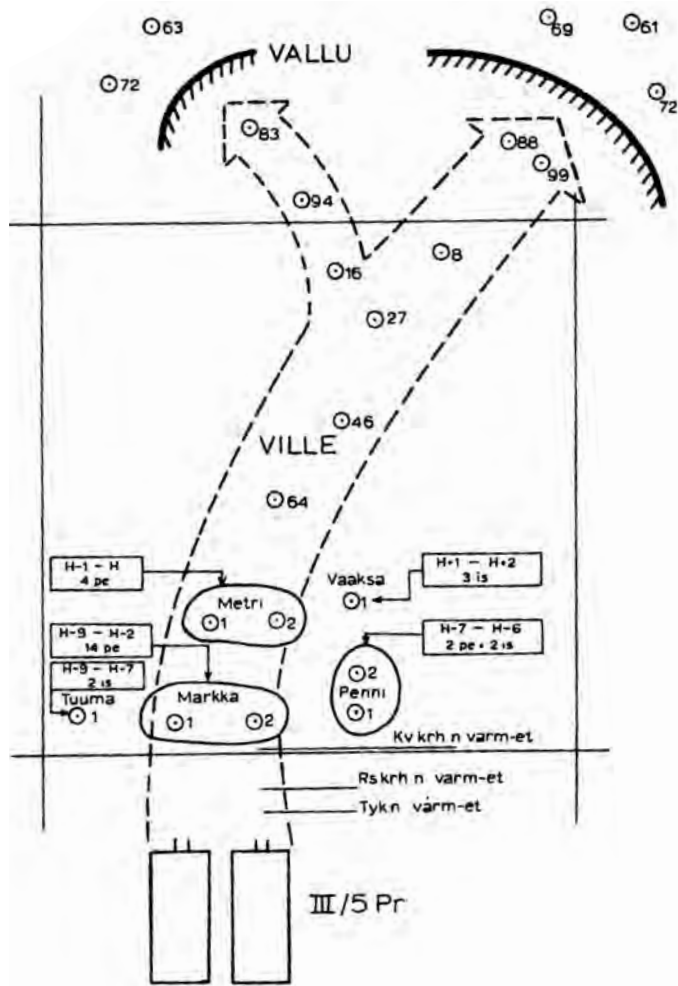 63
69
61
VALLU
72
72
83
88
99
94
8
16
27
46
VILLE
64
H-1 – H
4 pe
Vaaksa
H+1 – H+2
3 is
1
Metri
1
2
H-9 – H-2
14 pe
H-7 – H-6
2 pe + 2 is
H-9 – H-7
2 is
Tuuma
1
2
Penni
1
Markka
1
2
Kv krh n varm-et
Rskrh n varm-et
Tykn varm-et
III/5 Pr